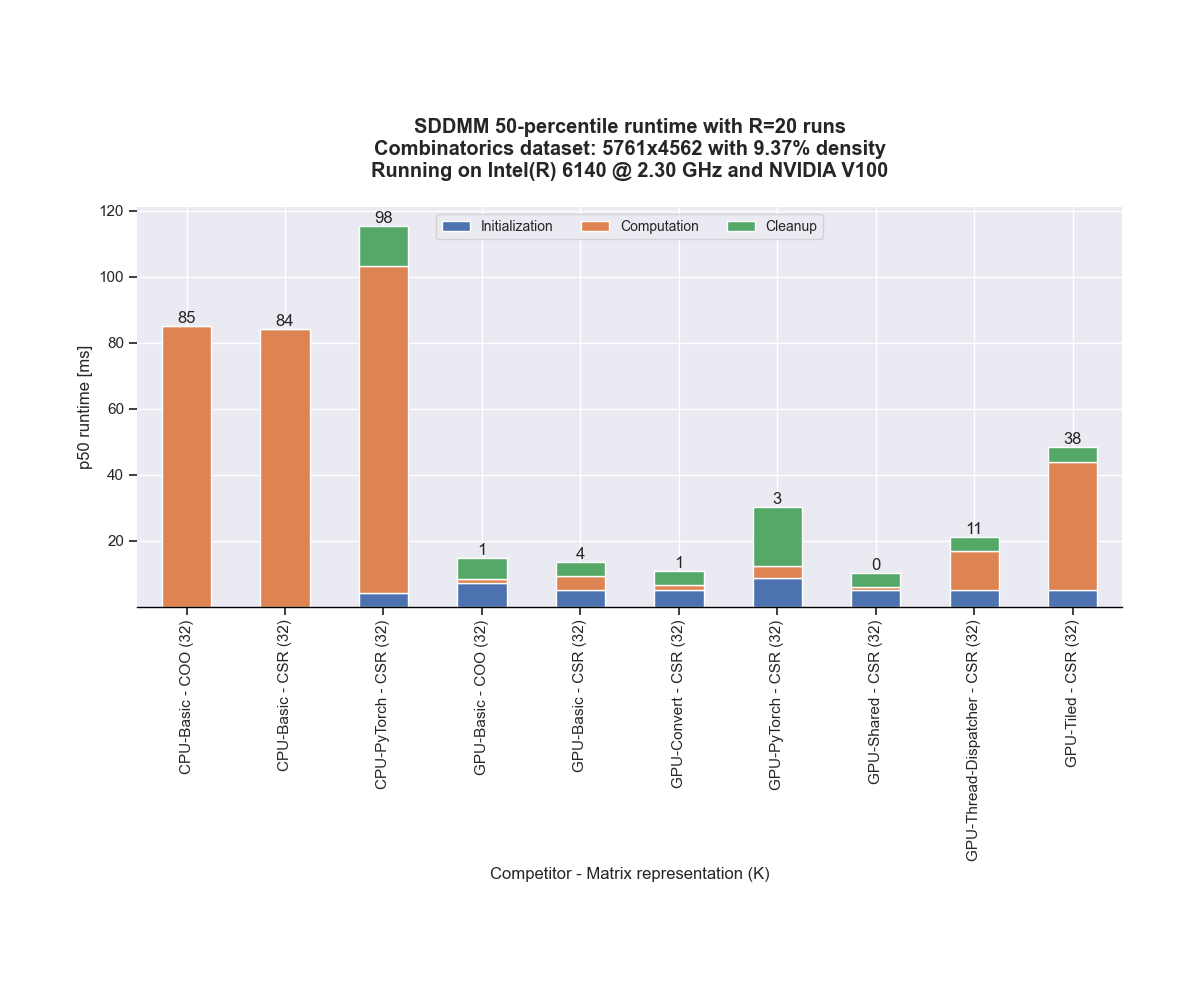 SDDMM 50-percentile runtime with R=20 runs
Combinatorics dataset: 5761x4562 with 9.37% density
Running on Intel(R) 6140 @ 2.30 GHz and NVIDIA V100
Initialization
Computation
Cleanup
p50 runtime [ms]
120
100
80
60
40
20
85
84
98
1
4
1
3
0
11
38
CPU-Basic - COO (32)
CPU-Basic - CSR (32)
CPU-PyTorch - CSR (32)
GPU-Basic - COO (32)
GPU-Basic - CSR (32)
GPU-Convert - CSR (32)
GPU-PyTorch - CSR (32)
GPU-Shared - CSR (32)
GPU-Thread-Dispatcher - CSR (32)
GPU-Tiled - CSR (32)
Competitor - Matrix representation (K)